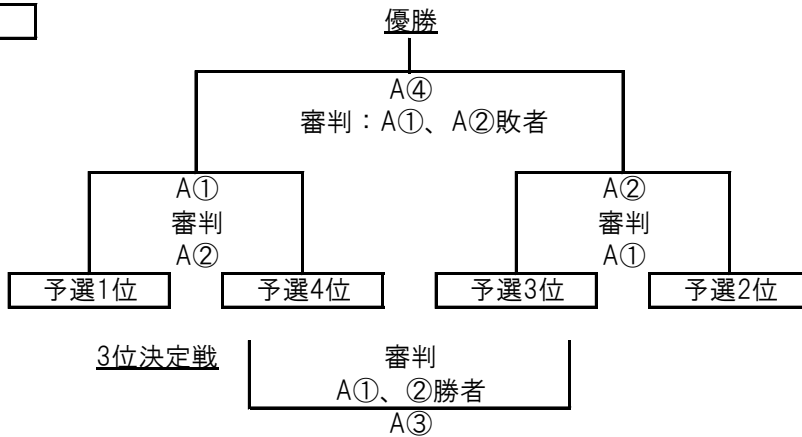 優勝
A④
審判：A①、A②敗者
A① A②
審判 審判
A② A①
予選1位 予選4位 予選3位 予選2位
3位決定戦 審判
A①、②勝者
A③